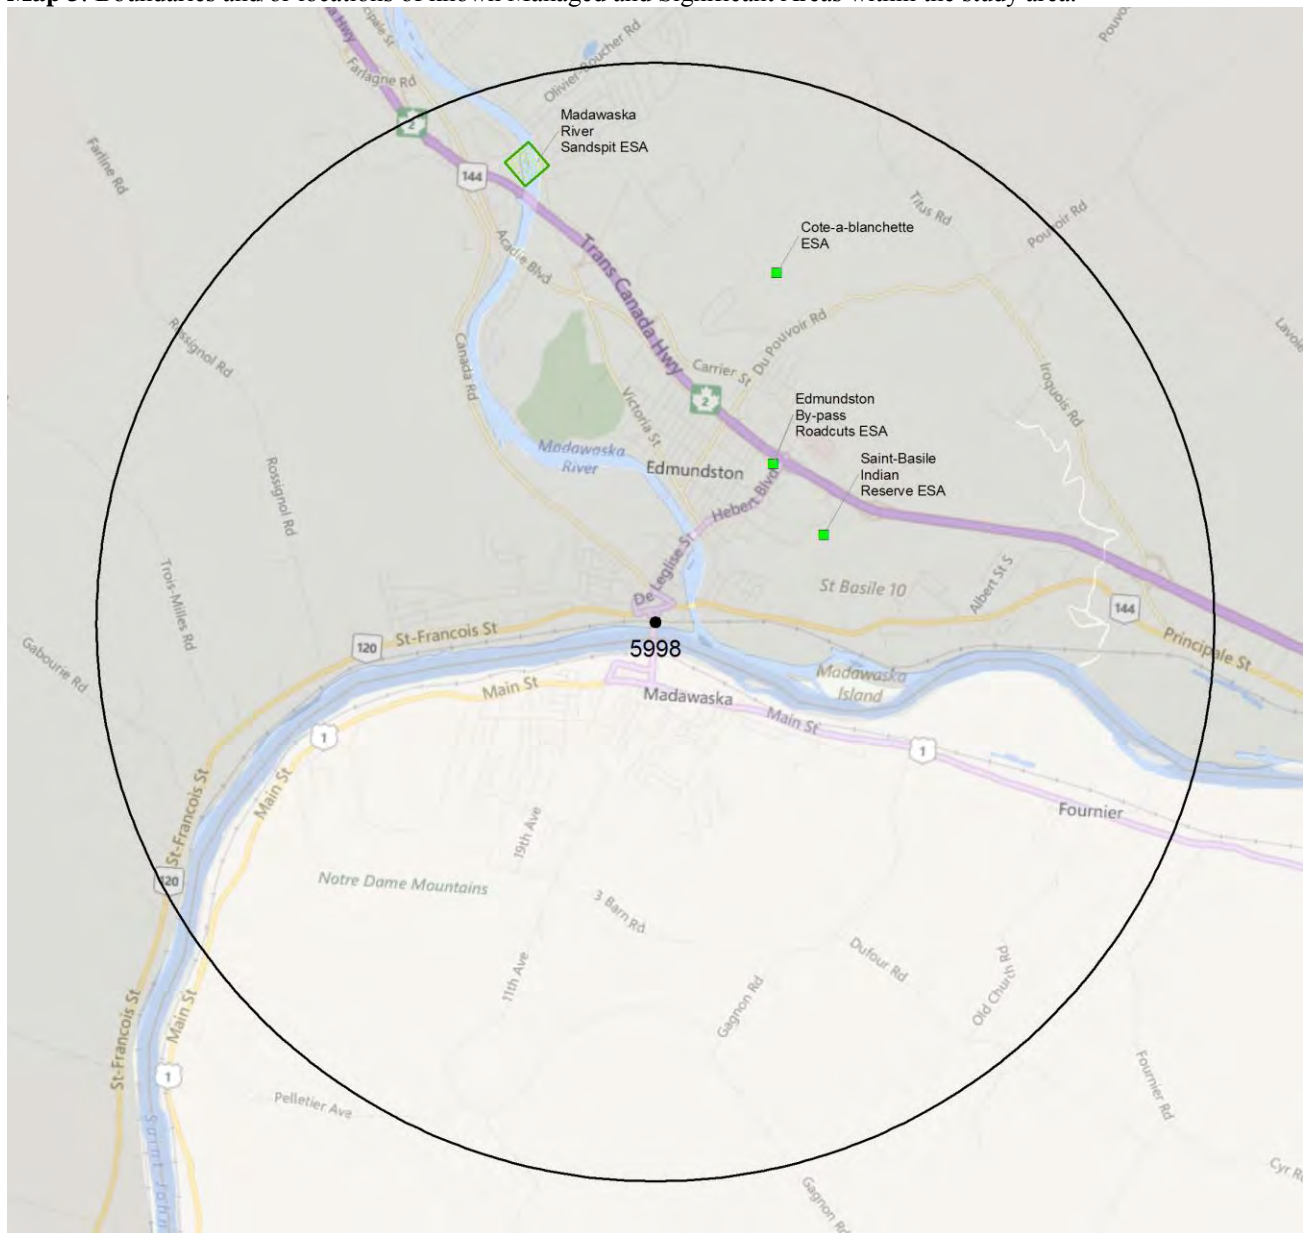 Map 3: Boundaries and/or locations of known Managed and Significant Areas within the study area.
Hwy
cipale St
Olivier-Boucher Rd
Pouvoi
Farlagne Rd
2
Madawaska
River
Sandspit ESA
Farline Rd
144
Titus Rd
Pouvoir Rd
Cote-a-blanchette
ESA
Acadie Blvd
Trans Canada Hwy
Du Pouvoir Rd
Rossignol Rd
Canada Rd
Lavoie
Carrier St
Iroquois Rd
2
Victoria St
Edmundston
By-pass
Roadcuts ESA
Madawaska
River
Edmundston
Saint-Basile
Indian
Reserve ESA
Rossignol Rd
Hebert Blvd
De Leglise St
St Basile 10
Albert St S
Trois-Milles Rd
144
St-Francois St
120
Principale St
5998
Gabourie Rd
Main St
Madawaska
Madawaska
Island
Main St
1
1
St-Francois St
Main St
Fournier
19th Ave
120
Notre Dame Mountains
3 Barn Rd
Dufour Rd
11th Ave
Gagnon Rd
Old Church Rd
St-Francois St
Main St
1
Pelletier Ave
Fournier Rd
Saint John
Cyr R
Gagnon Rd